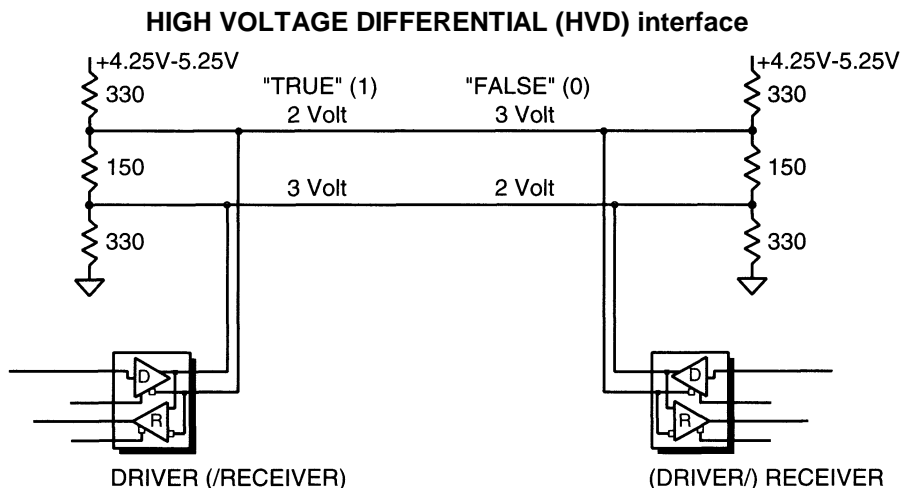 HIGH VOLTAGE DIFFERENTIAL (HVD) interface
+4.25V-5.25V
+4.25V-5.25V
330
"TRUE" (1)
"FALSE" (0)
330
2 Volt
3 Volt
150
150
3 Volt
2 Volt
330
330
D
D
R
R
DRIVER (/RECEIVER)
(DRIVER/) RECEIVER